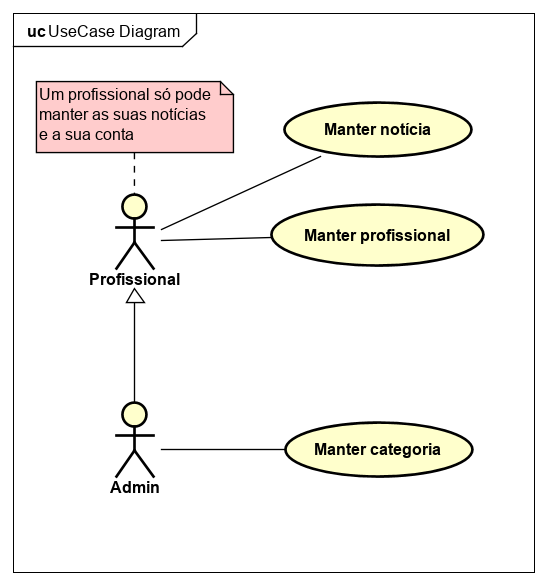 uc UseCase Diagram
Um profissional só pode
manter as suas notícias
e a sua conta
Manter notícia
Manter profissional
Profissional
Manter categoria
Admin